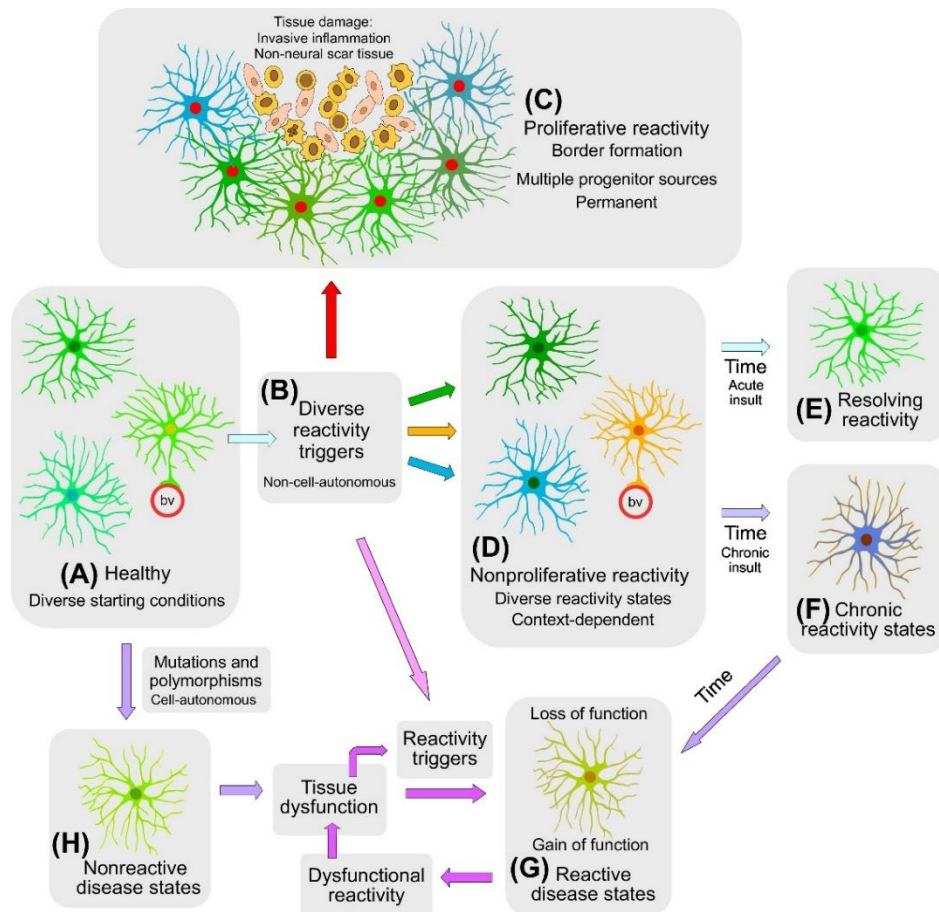 Tissue damage:
Invasive inflammation
Non-neural scar tissue
(C)
Proliferative reactivity
Border formation
Multiple progenitor sources
Permanent
bv
(A) Healthy
Diverse starting conditions
(B)
Diverse
reactivity
triggers
Non-cell-autonomous
bv
(D)
Nonproliferative reactivity
Diverse reactivity states
Context-dependent
Time
Acute
insult
(E) Resolving
reactivity
Time
Chronic
insult
(F) Chronic
reactivity states
Time
Mutations and
polymorphisms
Cell-autonomous
(H)
Nonreactive
disease states
Tissue
dysfunction
Reactivity
triggers
Dysfunctional
reactivity
Loss of function
Gain of function
(G) Reactive
disease states